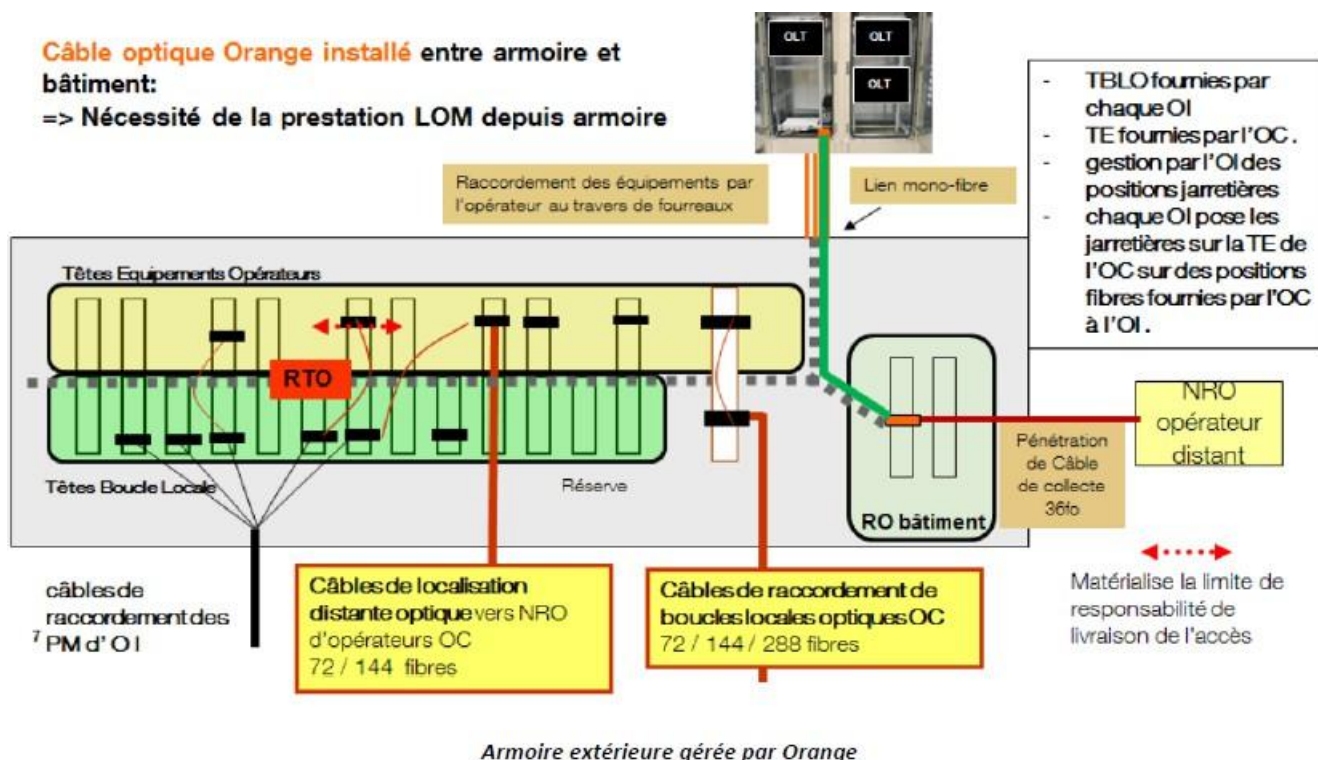 Câble optique Orange installé entre armoire et
bâtiment:
=> Nécessité de la prestation LOM depuis armoire
OLT
OLT
OLT
- TBLO fournies par
chaque OI
- TE fournies par l'OC .
- gestion par l'OI des
positions jarretières
- chaque OI pose les
jarretières sur la TE de
l'OC sur des positions
fibres fournies par l'OC
à l'OI .
Raccordement des équipements par
l'opérateur au travers de fourreaux
Lien mono-fibre
Têtes Equipements Opérateurs
RTO
Têtes Boucle Locale
Réserve
RO bâtiment
Pénétration
de Câble
de collecte
36fo
NRO
opérateur
distant
câbles de
raccordement des
7 PM d' OI
Câbles de localisation
distante optique vers NRO
d'opérateurs OC
72 / 144 fibres
Câbles de raccordement de
boucles locales optiques OC
72 / 144 / 288 fibres
Matérialise la limite de
responsabilité de
livraison de l'accès
Armoire extérieure gérée par Orange